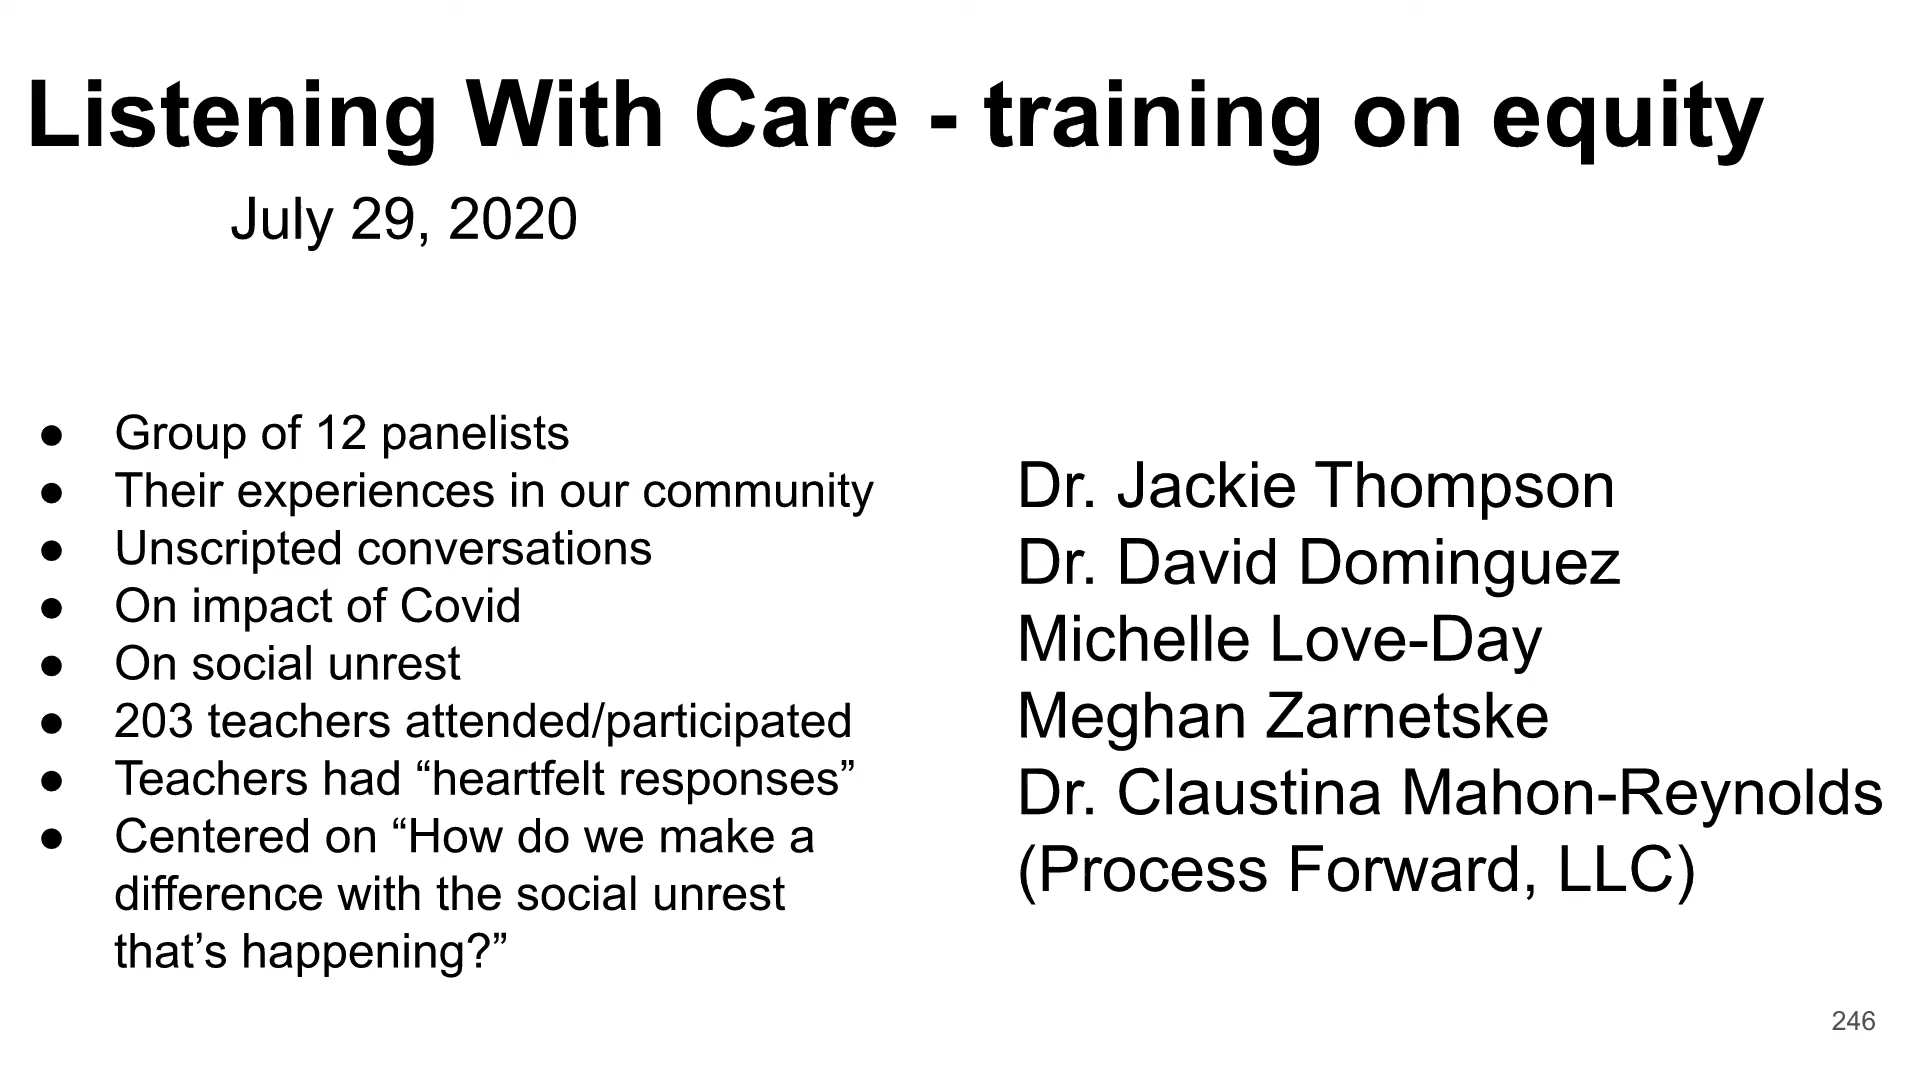 Listening With Care - training on equity
July 29, 2020
● Group of 12 panelists
● Their experiences in our community
● Unscripted conversations
● On impact of Covid
● On social unrest
● 203 teachers attended/participated
● Teachers had “heartfelt responses”
● Centered on “How do we make a
difference with the social unrest
that’s happening?”
Dr. Jackie Thompson
Dr. David Dominguez
Michelle Love-Day
Meghan Zarnetske
Dr. Claustina Mahon-Reynolds
(Process Forward, LLC)
246